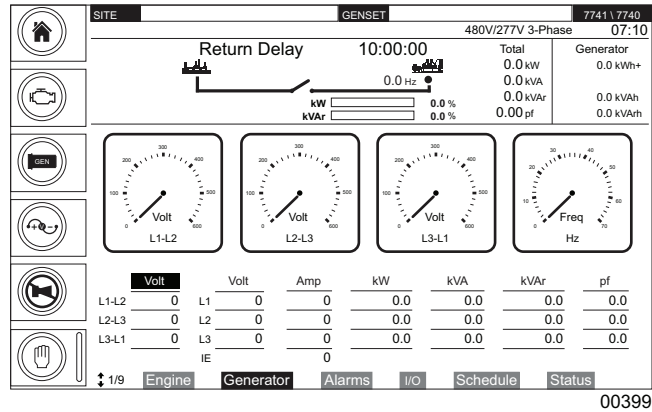 SITE GENSET 7741 \ 7740
480V/277V 3-Phase 07:10
Return Delay 10:00:00 Total Generator
0.0 kW 0.0 kWh+
0.0 Hz 0.0 kVA
0.0 kVAr 0.0 kVAh
kW 0.0 %
kVAr 0.0 % 0.00 pf 0.0 kVArh
GEN
0 100 200 300 400 500 600
Volt
L1-L2
0 100 200 300 400 500 600
Volt
L2-L3
0 100 200 300 400 500 600
Volt
L3-L1
0 10 20 30 40 50 60 70
Freq
Hz
Volt Volt Amp kW kVA kVAr pf
L1-L2 0 L1 0 0 0.0 0.0 0.0 0.0
L2-L3 0 L2 0 0 0.0 0.0 0.0 0.0
L3-L1 0 L3 0 0 0.0 0.0 0.0 0.0
IE 0
1/9 Engine Generator Alarms I/O Schedule Status
00399